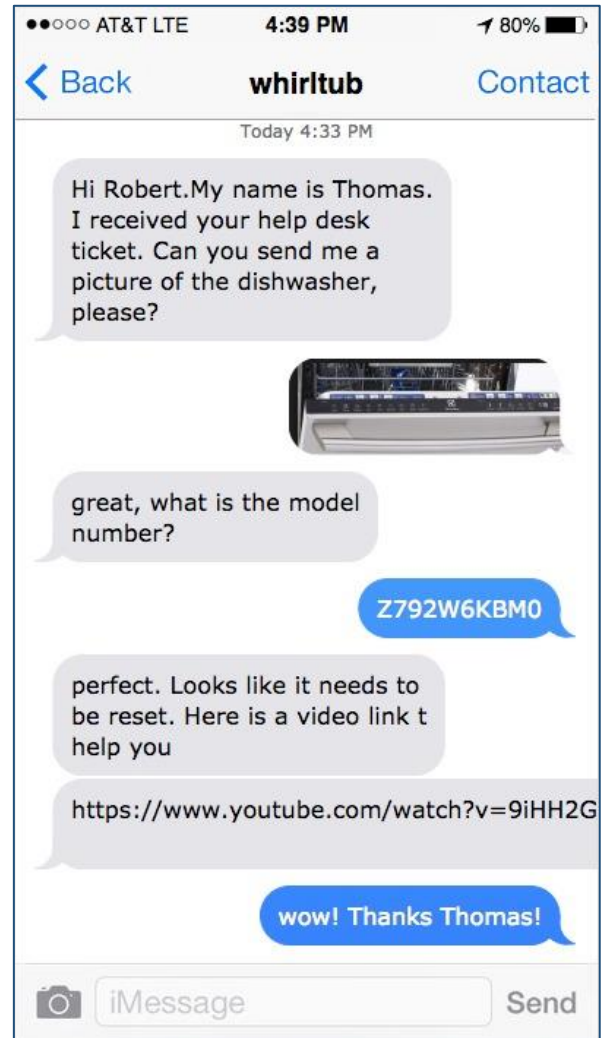 AT&T LTE 4:39 PM 80%
Back whirltub Contact
Today 4:33 PM
Hi Robert.My name is Thomas.
I received your help desk
ticket. Can you send me a
picture of the dishwasher,
please?
great, what is the model
number?
Z792W6KBM0
perfect. Looks like it needs to
be reset. Here is a video link t
help you
https://www.youtube.com/watch?v=9iHH2G
wow! Thanks Thomas!
iMessage Send